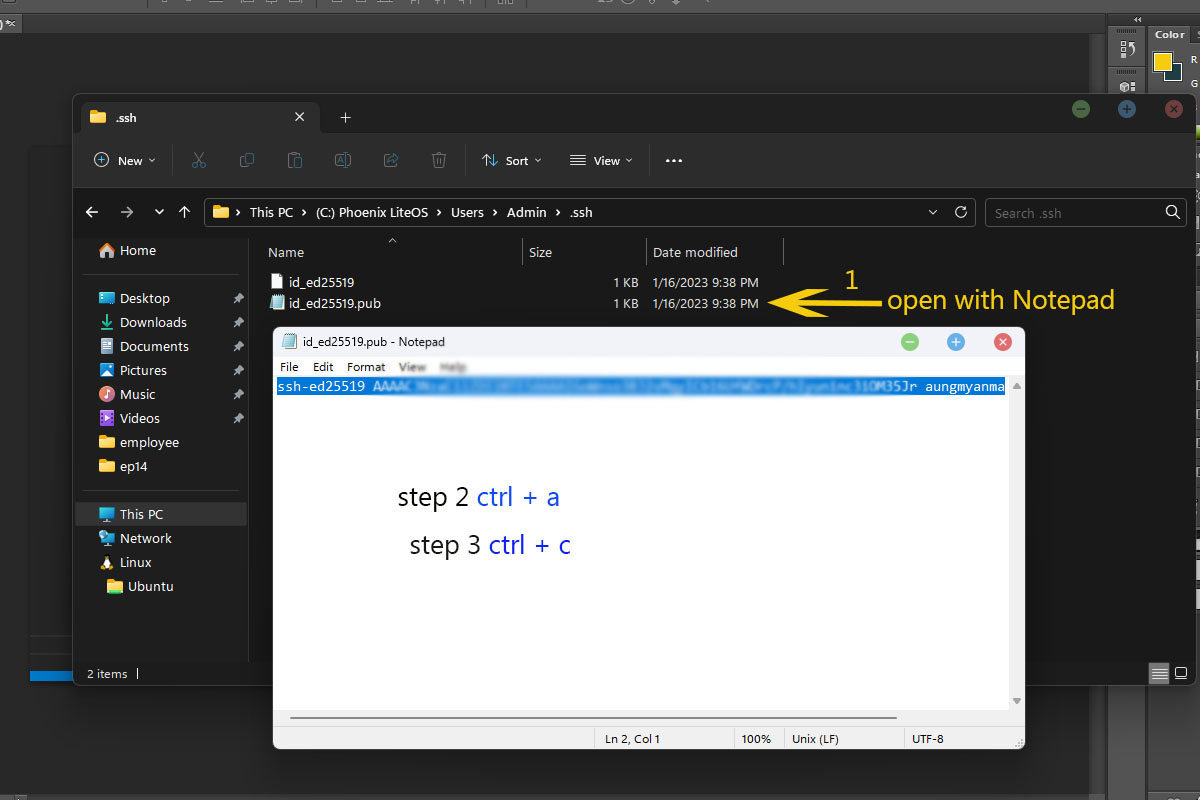 Color
R
G
.ssh
New
Sort
View
This PC > (C:) Phoenix LiteOS > Users > Admin > .ssh
Search .ssh
Home
Desktop
Downloads
Documents
Pictures
Music
Videos
employee
ep14
This PC
Network
Linux
Ubuntu
Name Size Date modified
id_ed25519 1 KB 1/16/2023 9:38 PM
id_ed25519.pub 1 KB 1/16/2023 9:38 PM
1
open with Notepad
id_ed25519.pub - Notepad
File Edit Format View Help
ssh-ed25519 aungmyanma
step 2 ctrl + a
step 3 ctrl + c
Ln 2, Col 1 100% Unix (LF) UTF-8
2 items